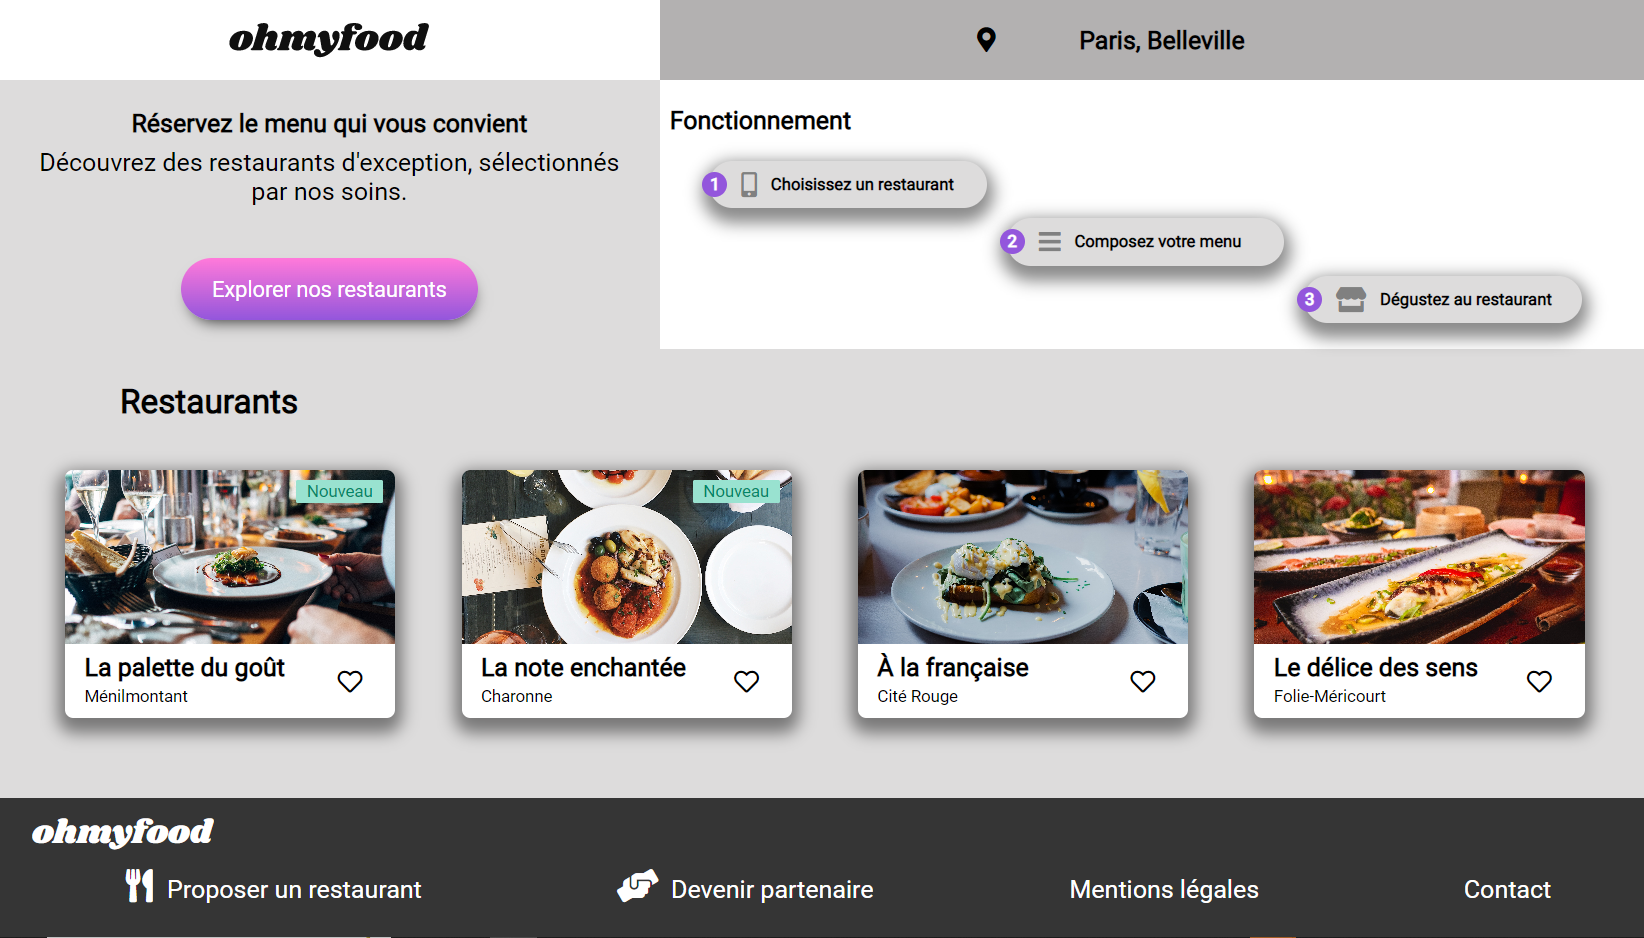 ohmyfood
Paris, Belleville
Réservez le menu qui vous convient
Découvrez des restaurants d'exception, sélectionnés
par nos soins.
Explorer nos restaurants
Fonctionnement
1 Choisissez un restaurant
2 Composez votre menu
3 Dégustez au restaurant
Restaurants
Nouveau
La palette du goût
Ménilmontant
Nouveau
La note enchantée
Charonne
À la française
Cité Rouge
Le délice des sens
Folie-Méricourt
ohmyfood
Proposer un restaurant
Devenir partenaire
Mentions légales
Contact